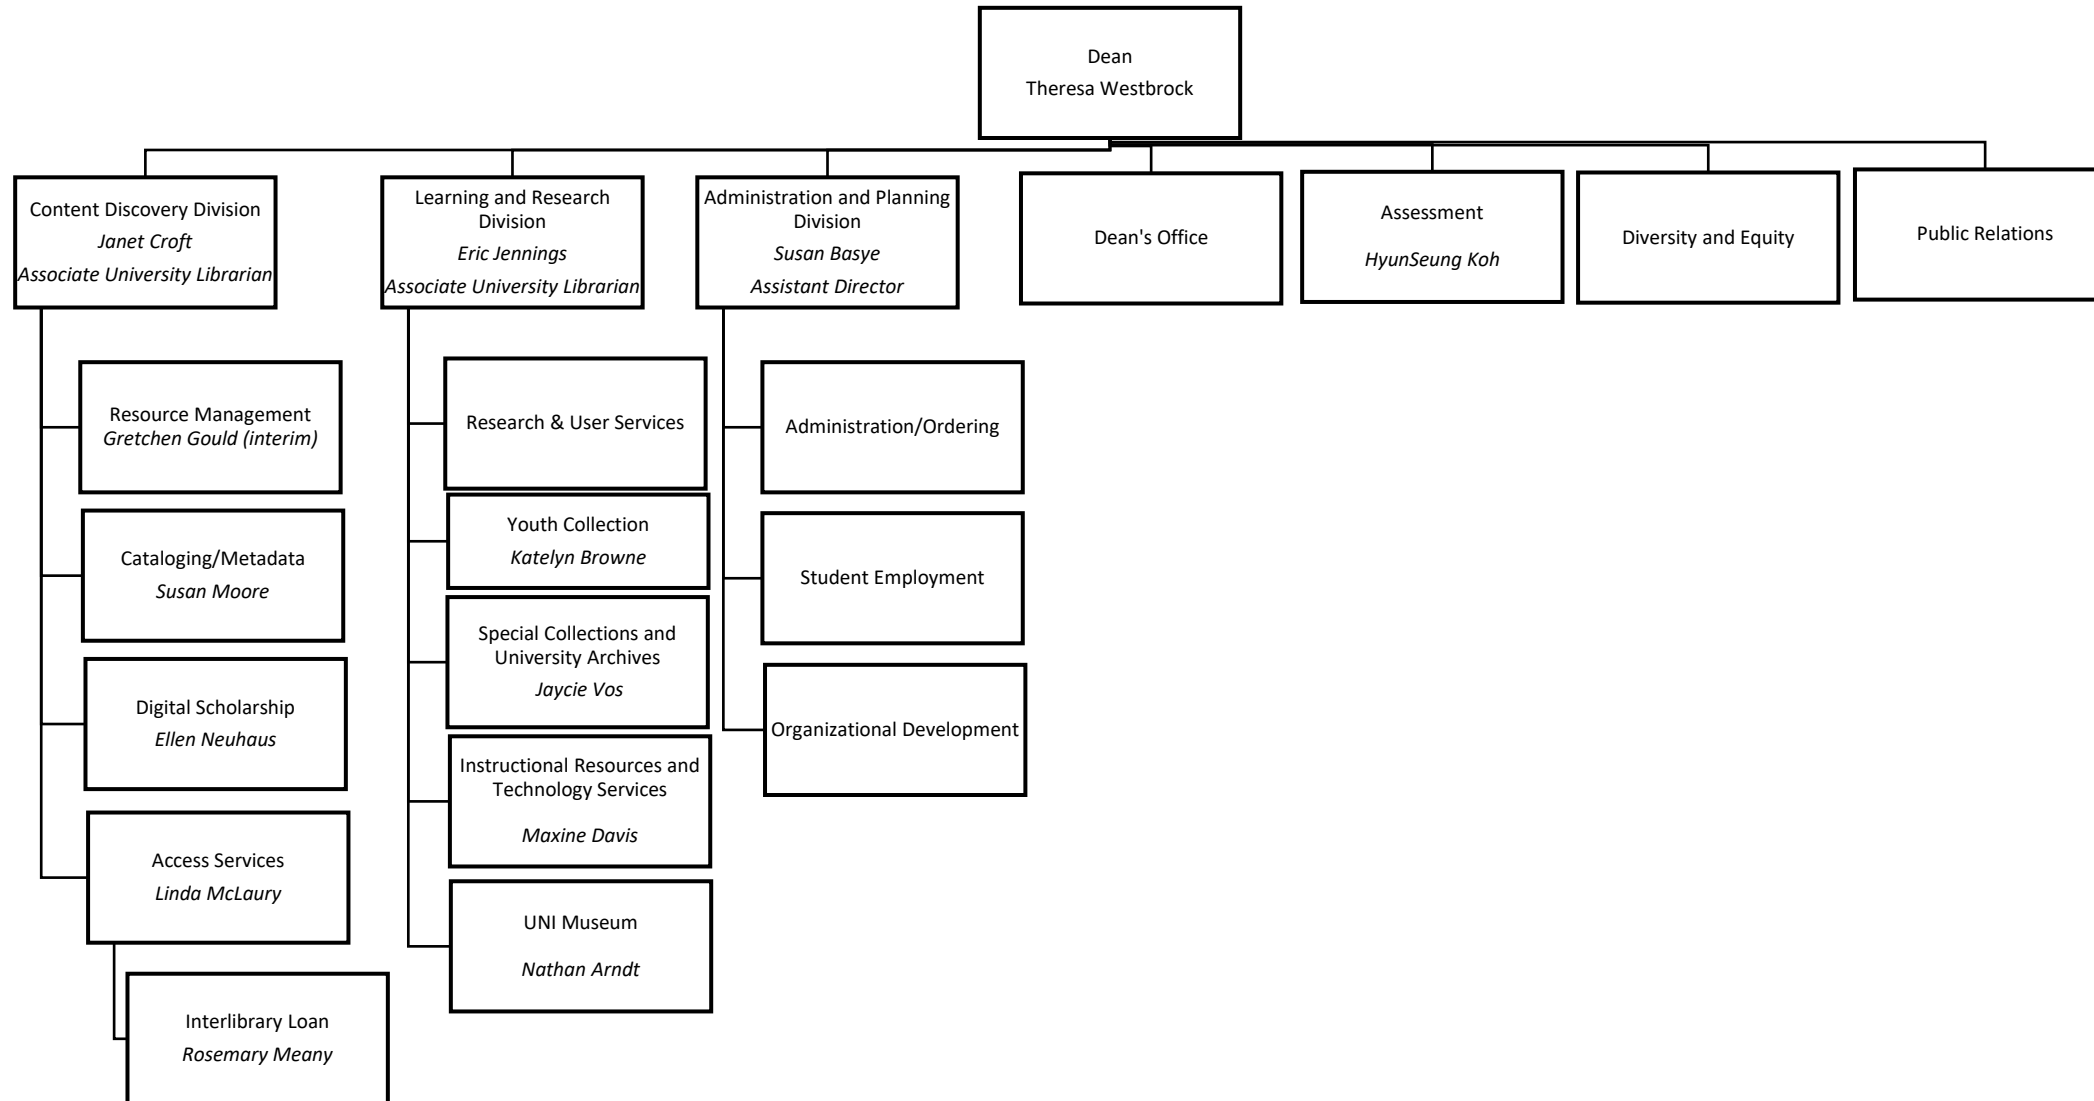 Dean
Theresa Westbrock
Content Discovery Division
Janet Croft
Associate University Librarian
Learning and Research
Division
Eric Jennings
Associate University Librarian
Administration and Planning
Division
Susan Basye
Assistant Director
Dean's Office
Assessment
HyunSeung Koh
Diversity and Equity
Public Relations
Resource Management
Gretchen Gould (interim)
Cataloging/Metadata
Susan Moore
Digital Scholarship
Ellen Neuhaus
Access Services
Linda McLaury
Interlibrary Loan
Rosemary Meany
Research & User Services
Youth Collection
Katelyn Browne
Special Collections and
University Archives
Jaycie Vos
Instructional Resources and
Technology Services
Maxine Davis
UNI Museum
Nathan Arndt
Administration/Ordering
Student Employment
Organizational Development